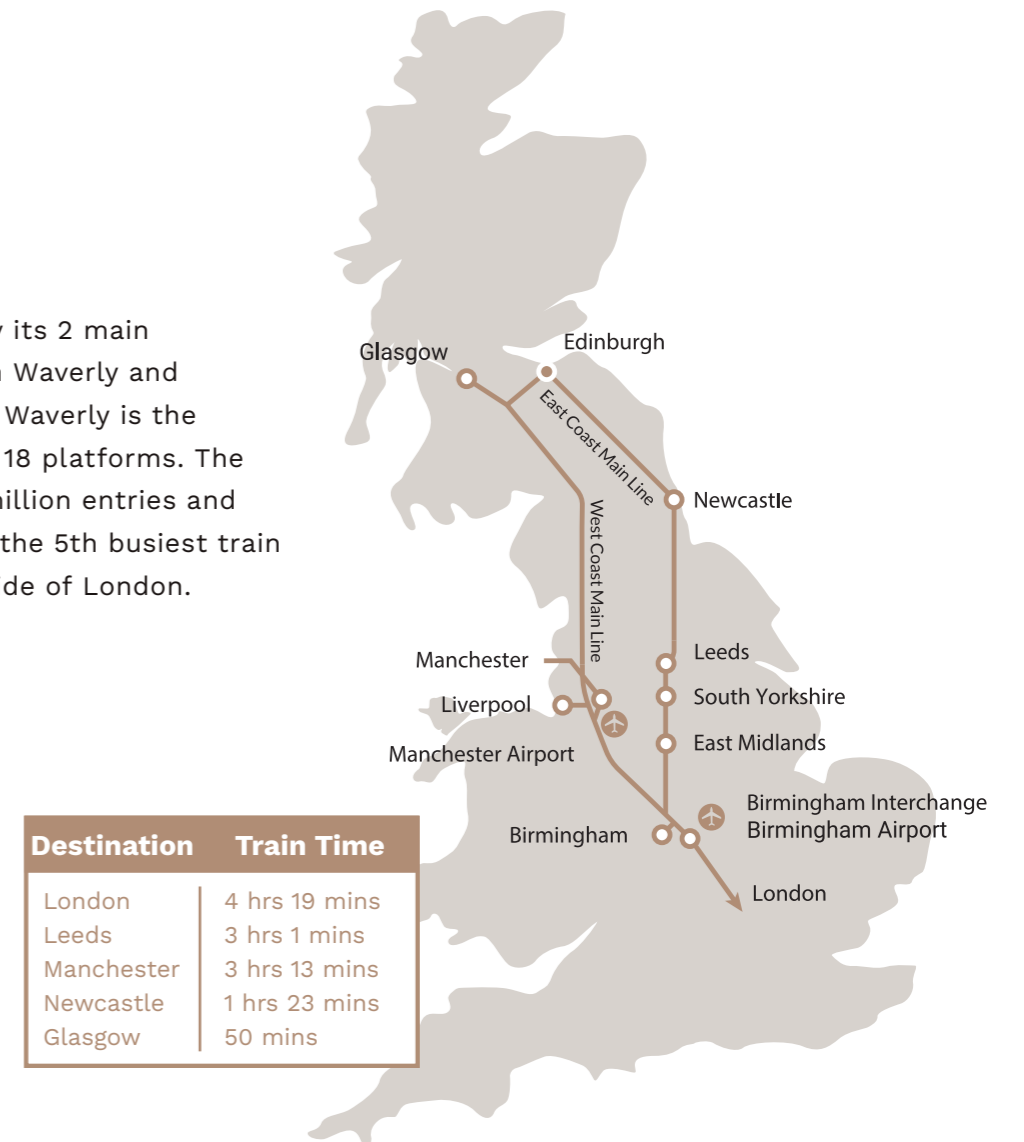 its 2 main
Waverly and
Waverly is the
18 platforms. The
million entries and
the 5th busiest train
of London.
Glasgow
Edinburgh
East Coast Main Line
Newcastle
West Coast Main Line
Manchester
Leeds
Liverpool
South Yorkshire
Manchester Airport
East Midlands
Birmingham
Birmingham Interchange
Birmingham Airport
London
Destination Train Time
London 4 hrs 19 mins
Leeds 3 hrs 1 mins
Manchester 3 hrs 13 mins
Newcastle 1 hrs 23 mins
Glasgow 50 mins